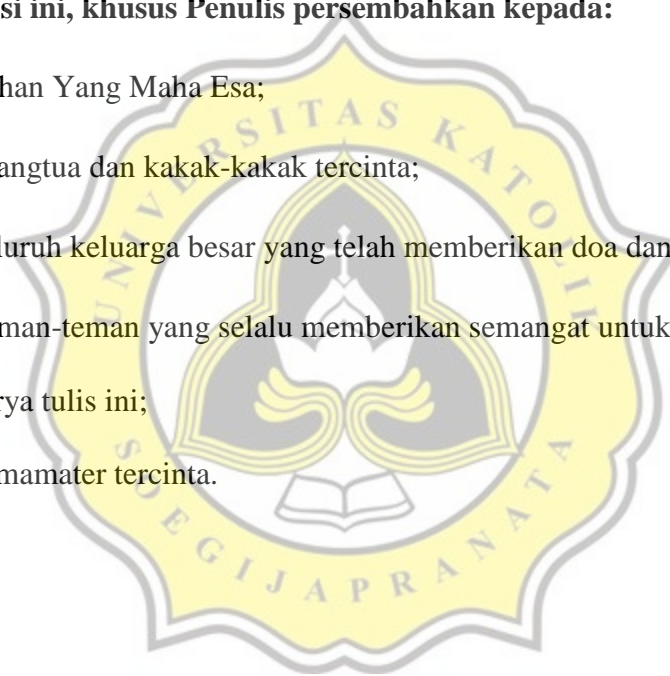 si ini, khusus Penulis persembahkan kepada:
han Yang Maha Esa;
angtua dan kakak-kakak tercinta;
luruh keluarga besar yang telah memberikan doa dan
man-teman yang selalu memberikan semangat untuk
rya tulis ini;
mamater tercinta.
UNIVERSITAS KATOLIK
SOEGIJAPRANATA